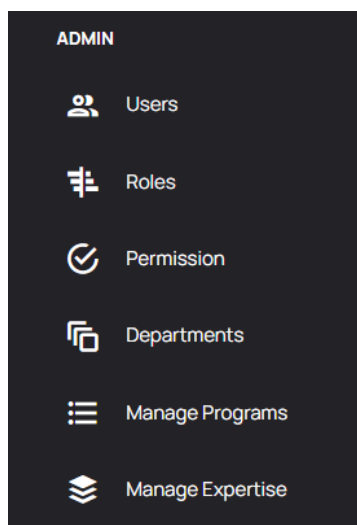 ADMIN
Users
Roles
Permission
Departments
Manage Programs
Manage Expertise